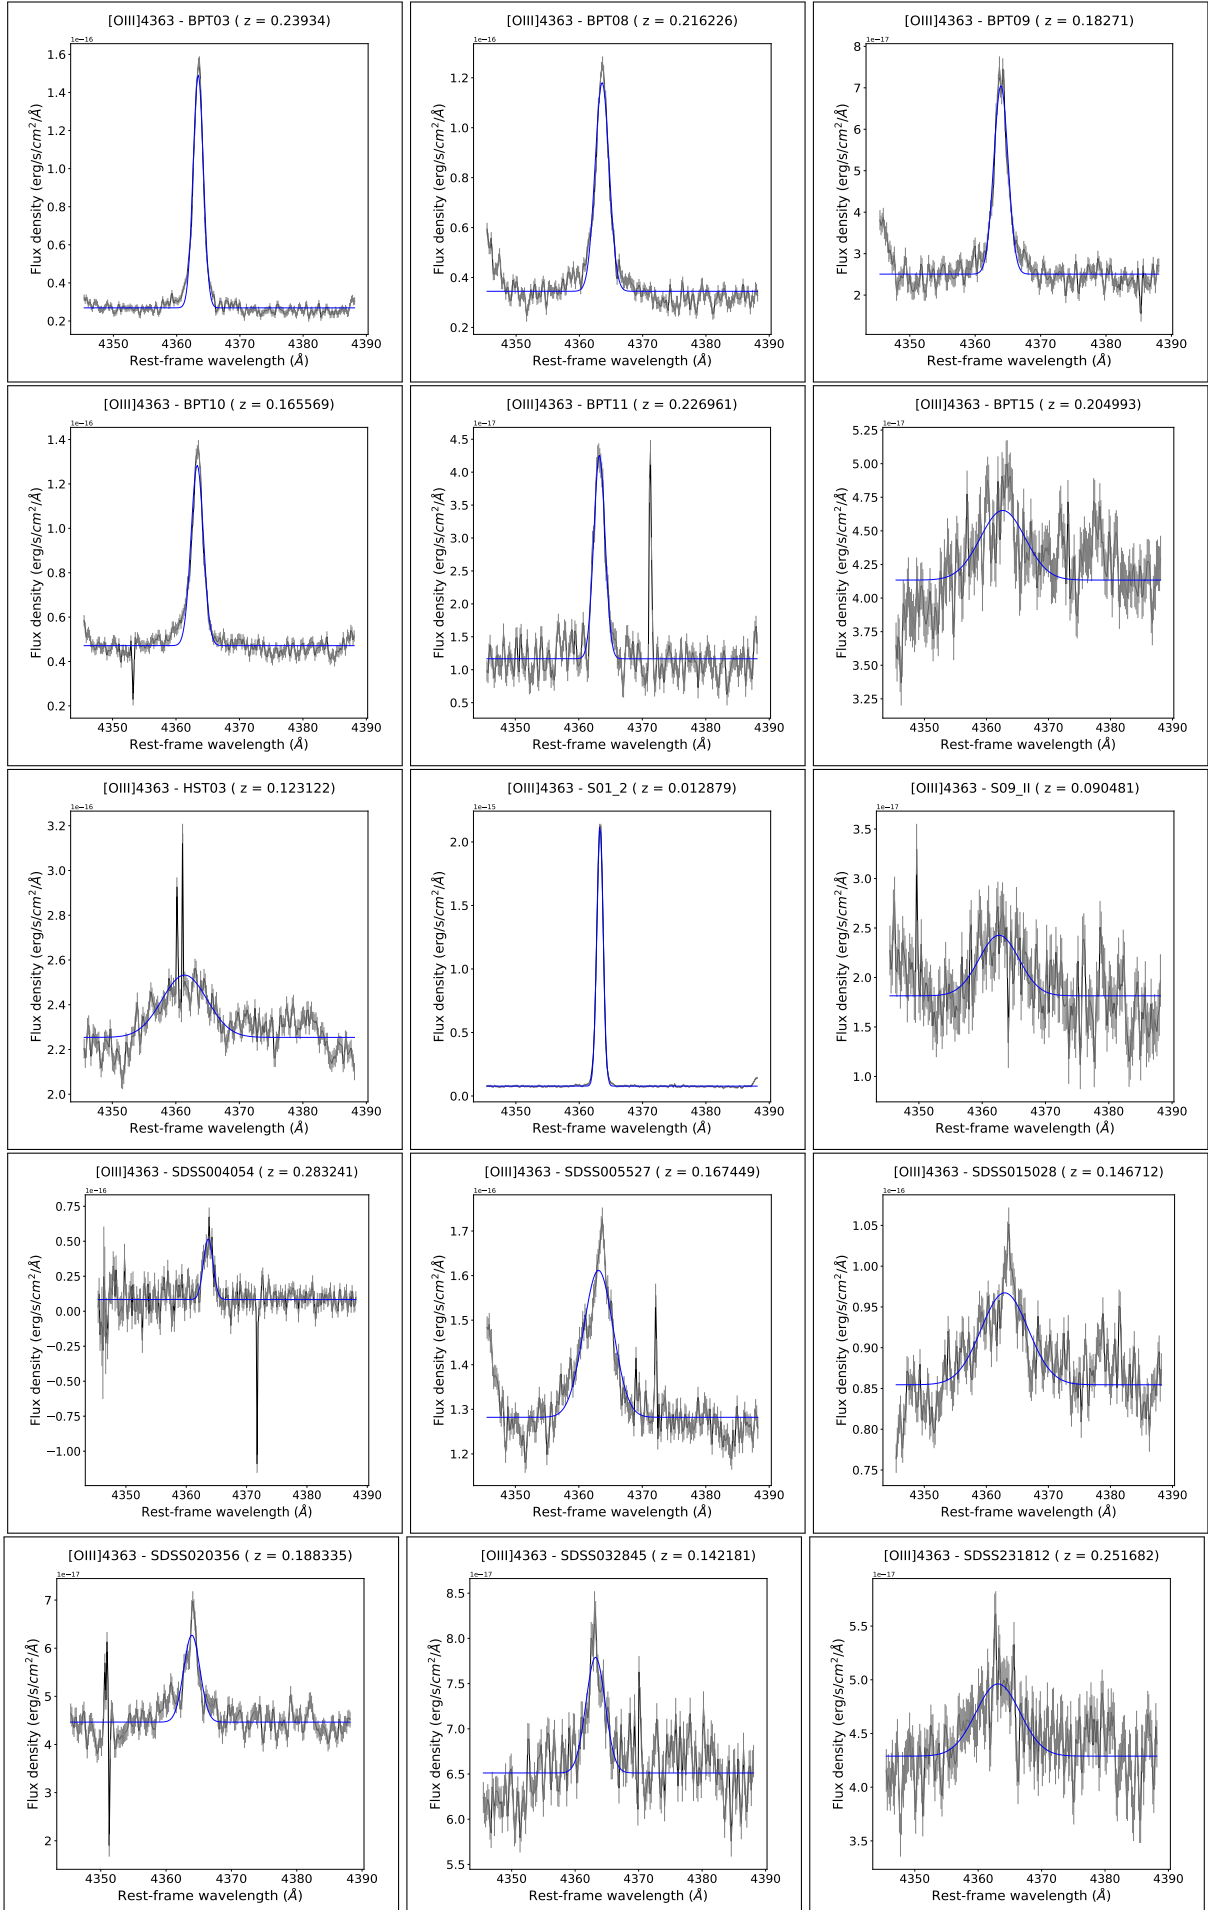 [OIII]4363 - BPT03 ( z = 0.23934)
1e−16
1.6
1.4
1.2
1.0
0.8
0.6
0.4
0.2
Flux density (erg/s/cm²/Å)
4350 4360 4370 4380 4390
Rest-frame wavelength (Å)
[OIII]4363 - BPT08 ( z = 0.216226)
1e−16
1.2
1.0
0.8
0.6
0.4
0.2
Flux density (erg/s/cm²/Å)
4350 4360 4370 4380 4390
Rest-frame wavelength (Å)
[OIII]4363 - BPT09 ( z = 0.18271)
1e−17
8
7
6
5
4
3
2
Flux density (erg/s/cm²/Å)
4350 4360 4370 4380 4390
Rest-frame wavelength (Å)
[OIII]4363 - BPT10 ( z = 0.165569)
1e−16
1.4
1.2
1.0
0.8
0.6
0.4
0.2
Flux density (erg/s/cm²/Å)
4350 4360 4370 4380 4390
Rest-frame wavelength (Å)
[OIII]4363 - BPT11 ( z = 0.226961)
1e−17
4.5
4.0
3.5
3.0
2.5
2.0
1.5
1.0
0.5
Flux density (erg/s/cm²/Å)
4350 4360 4370 4380 4390
Rest-frame wavelength (Å)
[OIII]4363 - BPT15 ( z = 0.204993)
1e−17
5.25
5.00
4.75
4.50
4.25
4.00
3.75
3.50
3.25
Flux density (erg/s/cm²/Å)
4350 4360 4370 4380 4390
Rest-frame wavelength (Å)
[OIII]4363 - HST03 ( z = 0.123122)
1e−16
3.2
3.0
2.8
2.6
2.4
2.2
2.0
Flux density (erg/s/cm²/Å)
4350 4360 4370 4380 4390
Rest-frame wavelength (Å)
[OIII]4363 - S01_2 ( z = 0.012879)
1e−15
2.0
1.5
1.0
0.5
0.0
Flux density (erg/s/cm²/Å)
4350 4360 4370 4380 4390
Rest-frame wavelength (Å)
[OIII]4363 - S09_II ( z = 0.090481)
1e−17
3.5
3.0
2.5
2.0
1.5
1.0
Flux density (erg/s/cm²/Å)
4350 4360 4370 4380 4390
Rest-frame wavelength (Å)
[OIII]4363 - SDSS004054 ( z = 0.283241)
1e−16
0.75
0.50
0.25
0.00
−0.25
−0.50
−0.75
−1.00
Flux density (erg/s/cm²/Å)
4350 4360 4370 4380 4390
Rest-frame wavelength (Å)
[OIII]4363 - SDSS005527 ( z = 0.167449)
1e−16
1.7
1.6
1.5
1.4
1.3
1.2
Flux density (erg/s/cm²/Å)
4350 4360 4370 4380 4390
Rest-frame wavelength (Å)
[OIII]4363 - SDSS015028 ( z = 0.146712)
1e−16
1.05
1.00
0.95
0.90
0.85
0.80
0.75
Flux density (erg/s/cm²/Å)
4350 4360 4370 4380 4390
Rest-frame wavelength (Å)
[OIII]4363 - SDSS020356 ( z = 0.188335)
1e−17
7
6
5
4
3
2
Flux density (erg/s/cm²/Å)
4350 4360 4370 4380 4390
Rest-frame wavelength (Å)
[OIII]4363 - SDSS032845 ( z = 0.142181)
1e−17
8.5
8.0
7.5
7.0
6.5
6.0
5.5
Flux density (erg/s/cm²/Å)
4350 4360 4370 4380 4390
Rest-frame wavelength (Å)
[OIII]4363 - SDSS231812 ( z = 0.251682)
1e−17
5.5
5.0
4.5
4.0
3.5
Flux density (erg/s/cm²/Å)
4350 4360 4370 4380 4390
Rest-frame wavelength (Å)